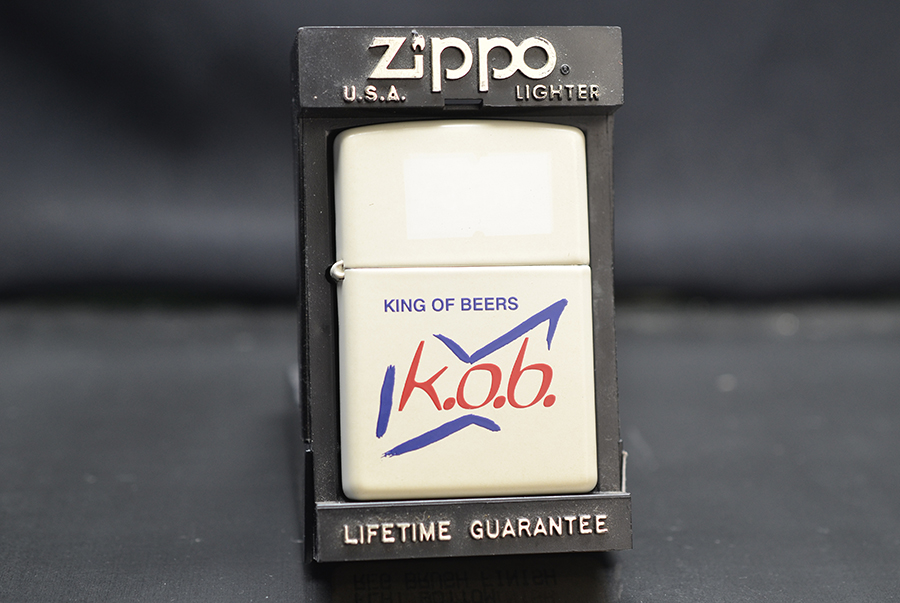 zippo
U.S.A. LIGHTER
KING OF BEERS
k.o.b.
LIFETIME GUARANTEE